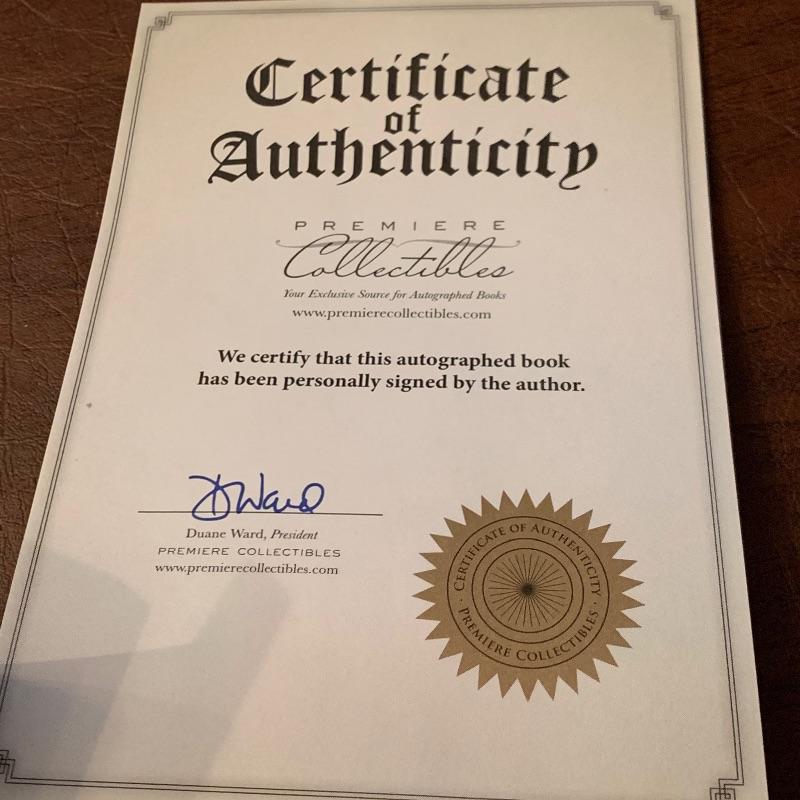 Certificate
of
Authenticity
PREMIERE
Collectibles
Your Exclusive Source for Autographed Books
www.premierecollectibles.com
We certify that this autographed book
has been personally signed by the author.
D Ward
Duane Ward, President
PREMIERE COLLECTIBLES
www.premierecollectibles.com
· CERTIFICATE OF AUTHENTICITY ·
PREMIERE COLLECTIBLES